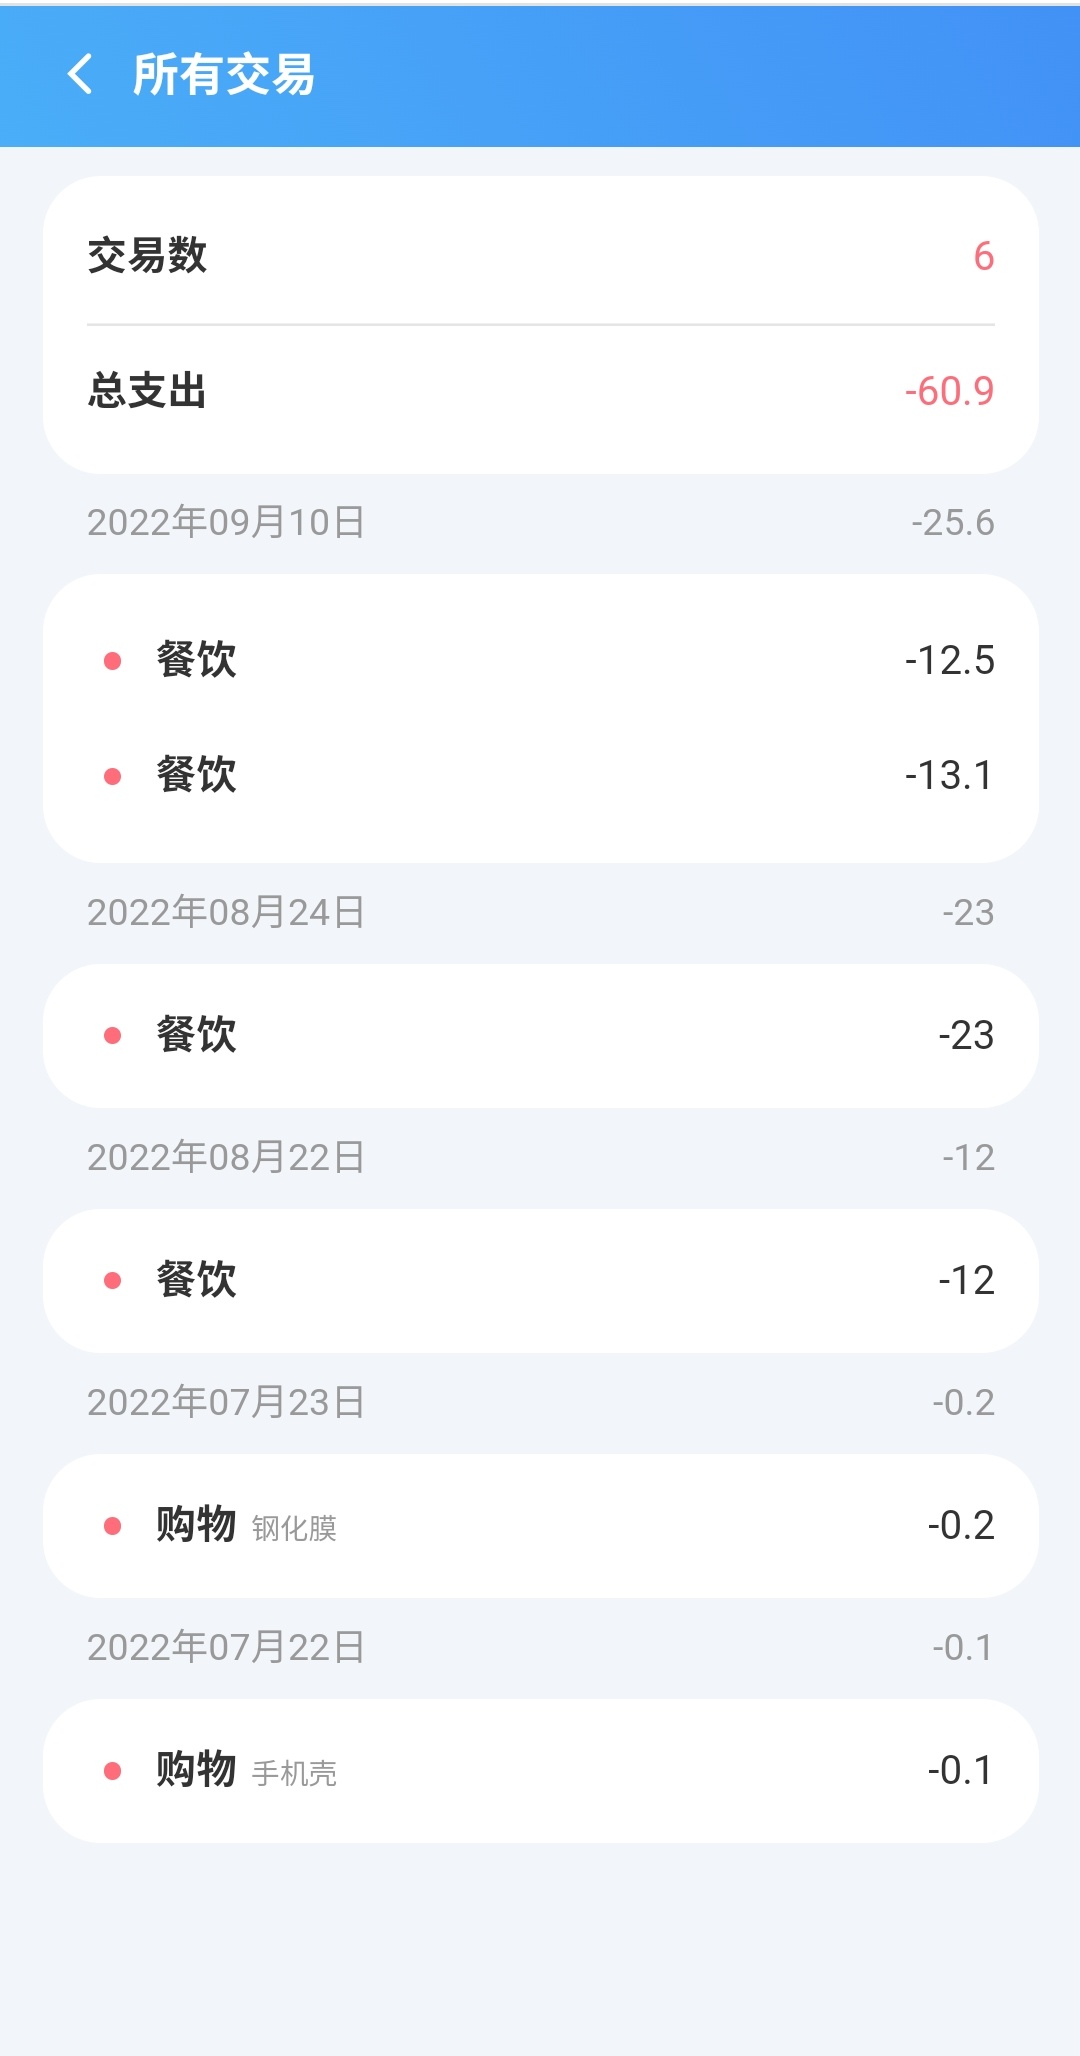 所有交易
交易数 6
总支出 -60.9
2022年09月10日 -25.6
餐饮 -12.5
餐饮 -13.1
2022年08月24日 -23
餐饮 -23
2022年08月22日 -12
餐饮 -12
2022年07月23日 -0.2
购物 钢化膜 -0.2
2022年07月22日 -0.1
购物 手机壳 -0.1